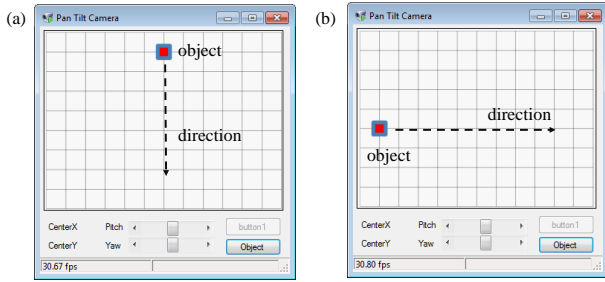 (a)
Pan Tilt Camera
object
direction
CenterX Pitch button1
CenterY Yaw Object
30.67 fps
(b)
Pan Tilt Camera
direction
object
CenterX Pitch button1
CenterY Yaw Object
30.80 fps